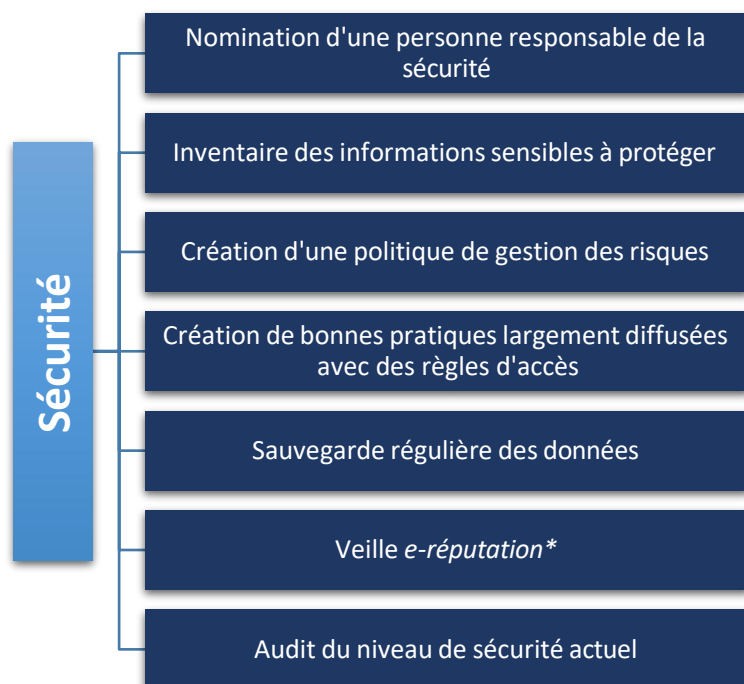 Sécurité
Nomination d'une personne responsable de la
sécurité
Inventaire des informations sensibles à protéger
Création d'une politique de gestion des risques
Création de bonnes pratiques largement diffusées
avec des règles d'accès
Sauvegarde régulière des données
Veille e-réputation*
Audit du niveau de sécurité actuel